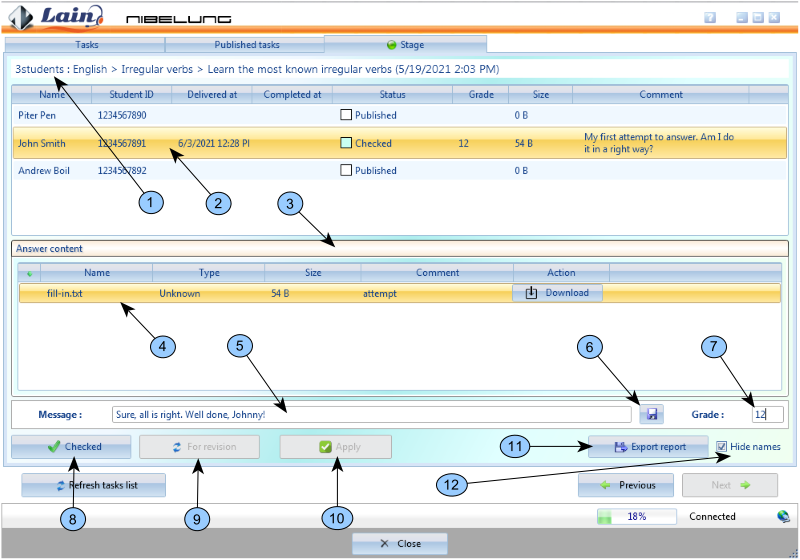 Lain NIBELUNG ?
Tasks Published tasks Stage
3students : English > Irregular verbs > Learn the most known irregular verbs (5/19/2021 2:03 PM)
Name Student ID Delivered at Completed at Status Grade Size Comment
Piter Pen 1234567890 Published 0 B
John Smith 1234567891 6/3/2021 12:28 PI Checked 12 54 B My first attempt to answer. Am I do
it in a right way?
Andrew Boil 1234567892 Published 0 B
1 2 3
Answer content
Name Type Size Comment Action
fill-in.txt Unknown 54 B attempt Download
4 5 6 7
Message : Sure, all is right. Well done, Johnny! Grade : 12
Checked For revision Apply 11 Export report Hide names
12
Refresh tasks list Previous Next
8 9 10
18% Connected
Close